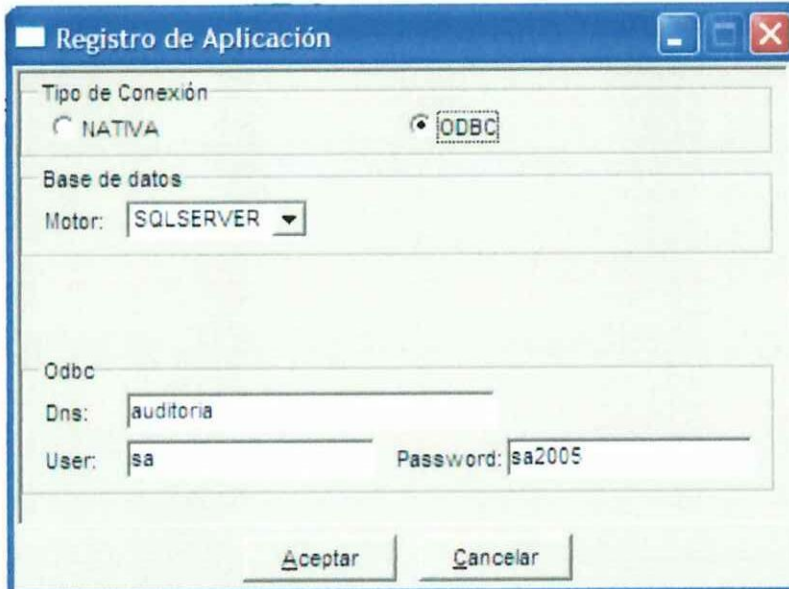 Registro de Aplicación
Tipo de Conexión
NATIVA ODBC
Base de datos
Motor: SQLSERVER
Odbc
Dns: auditoria
User: sa Password: sa2005
Aceptar Cancelar